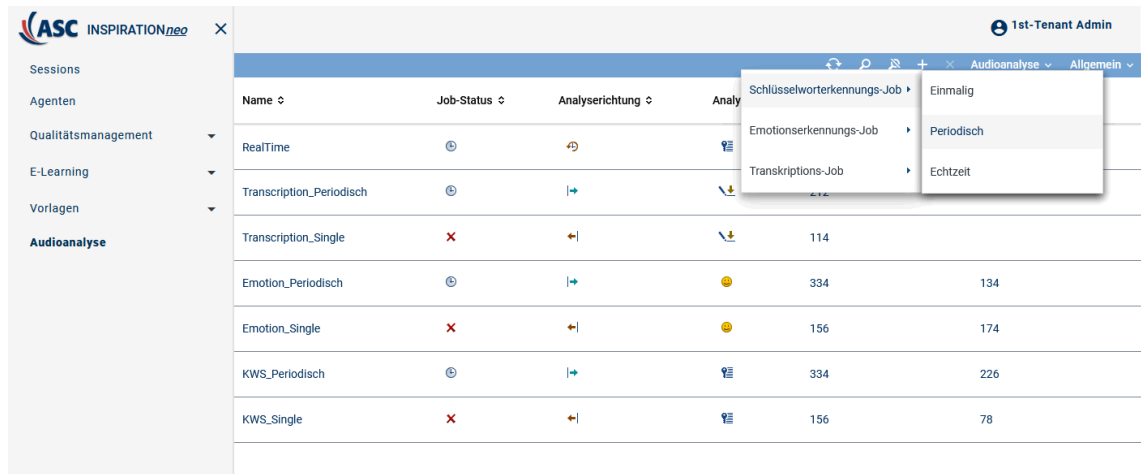 ASC INSPIRATIONneo
1st-Tenant Admin
Audioanalyse Allgemein
Sessions
Agenten
Qualitätsmanagement
E-Learning
Vorlagen
Audioanalyse
Name Job-Status Analyserichtung Analy
Schlüsselworterkennungs-Job
Emotionserkennungs-Job
Transkriptions-Job
Einmalig
Periodisch
Echtzeit
RealTime
Transcription_Periodisch 212
Transcription_Single 114
Emotion_Periodisch 334 134
Emotion_Single 156 174
KWS_Periodisch 334 226
KWS_Single 156 78